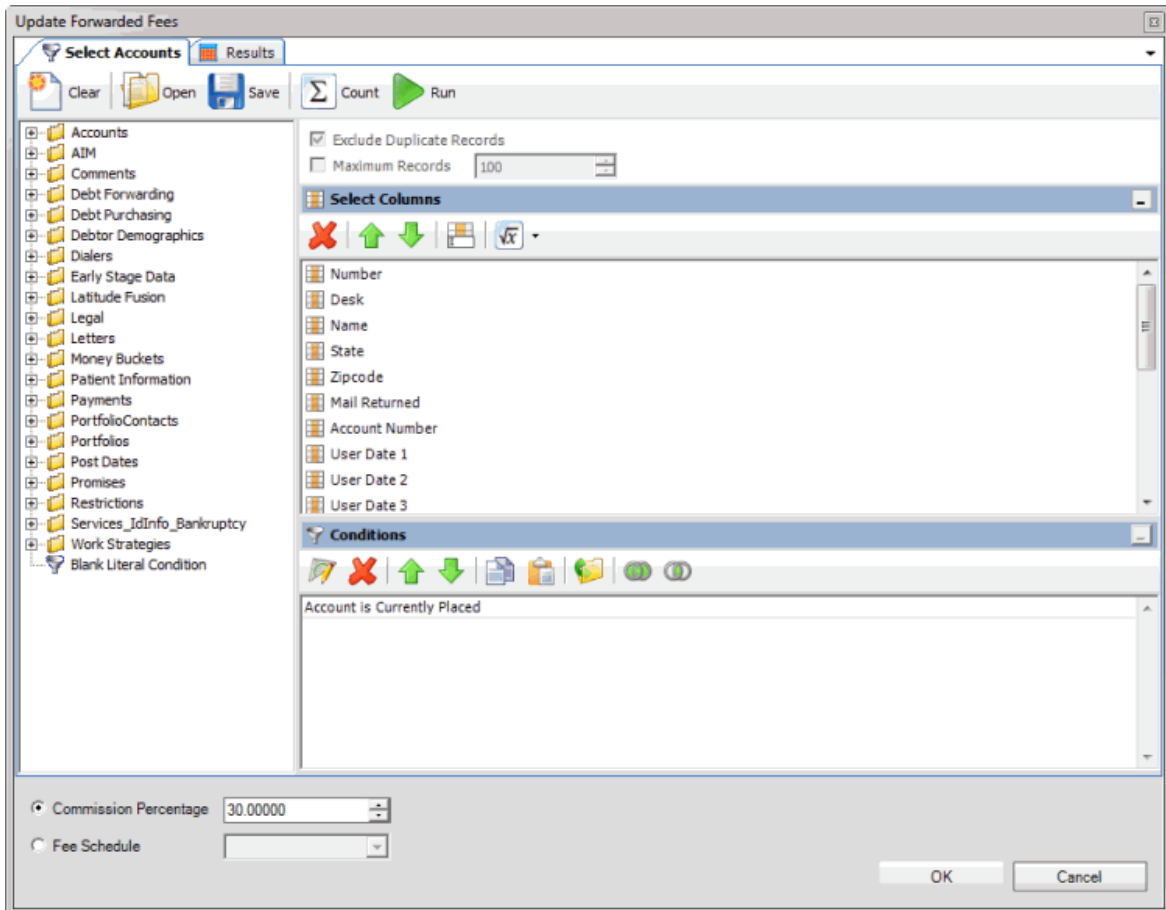 Update Forwarded Fees
Select Accounts Results
Clear Open Save Σ Count Run
Accounts
AIM
Comments
Debt Forwarding
Debt Purchasing
Debtor Demographics
Dialers
Early Stage Data
Latitude Fusion
Legal
Letters
Money Buckets
Patient Information
Payments
PortfolioContacts
Portfolios
Post Dates
Promises
Restrictions
Services_IdInfo_Bankruptcy
Work Strategies
Blank Literal Condition
Exclude Duplicate Records
Maximum Records 100
Select Columns
√x
Number
Desk
Name
State
Zipcode
Mail Returned
Account Number
User Date 1
User Date 2
User Date 3
Conditions
Account is Currently Placed
Commission Percentage 30.00000
Fee Schedule
OK Cancel